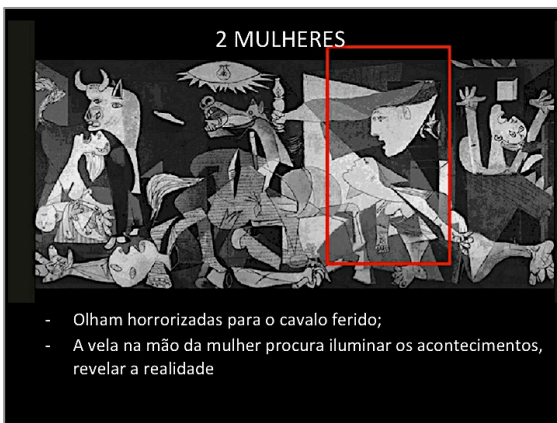 2 MULHERES
- Olham horrorizadas para o cavalo ferido;
- A vela na mão da mulher procura iluminar os acontecimentos,
revelar a realidade